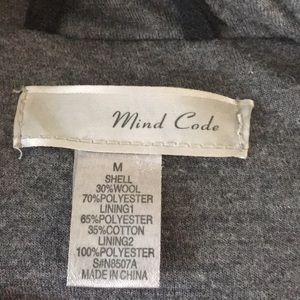 Mind Code
M
SHELL
30%WOOL
70%POLYESTER
LINING1
65%POLYESTER
35%COTTON
LINING2
100%POLYESTER
S#N8507A
MADE IN CHINA